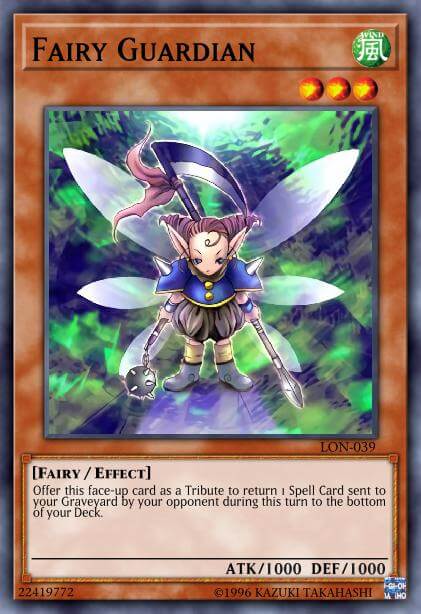 FAIRY GUARDIAN
WIND
風
LON-039
[FAIRY / EFFECT]
Offer this face-up card as a Tribute to return 1 Spell Card sent to
your Graveyard by your opponent during this turn to the bottom
of your Deck.
ATK/1000 DEF/1000
22419772
©1996 KAZUKI TAKAHASHI